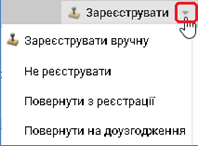 Зареєструвати
Зареєструвати вручну
Не реєструвати
Повернути з реєстрації
Повернути на доузгодження